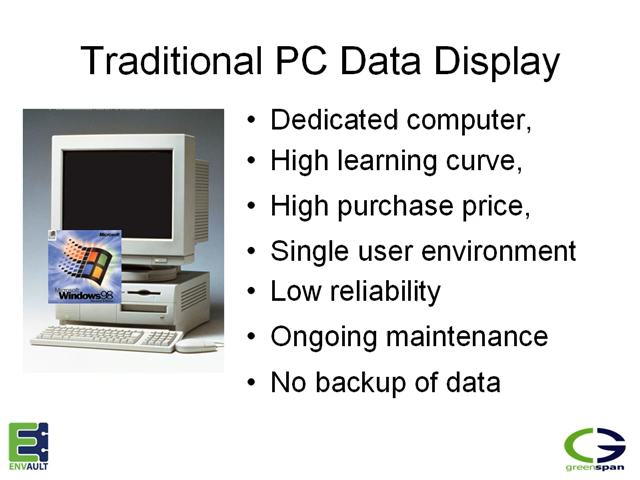 Traditional PC Data Display
• Dedicated computer,
• High learning curve,
• High purchase price,
• Single user environment
• Low reliability
• Ongoing maintenance
• No backup of data
Microsoft
Microsoft
Windows98
ENVAULT
greenspan